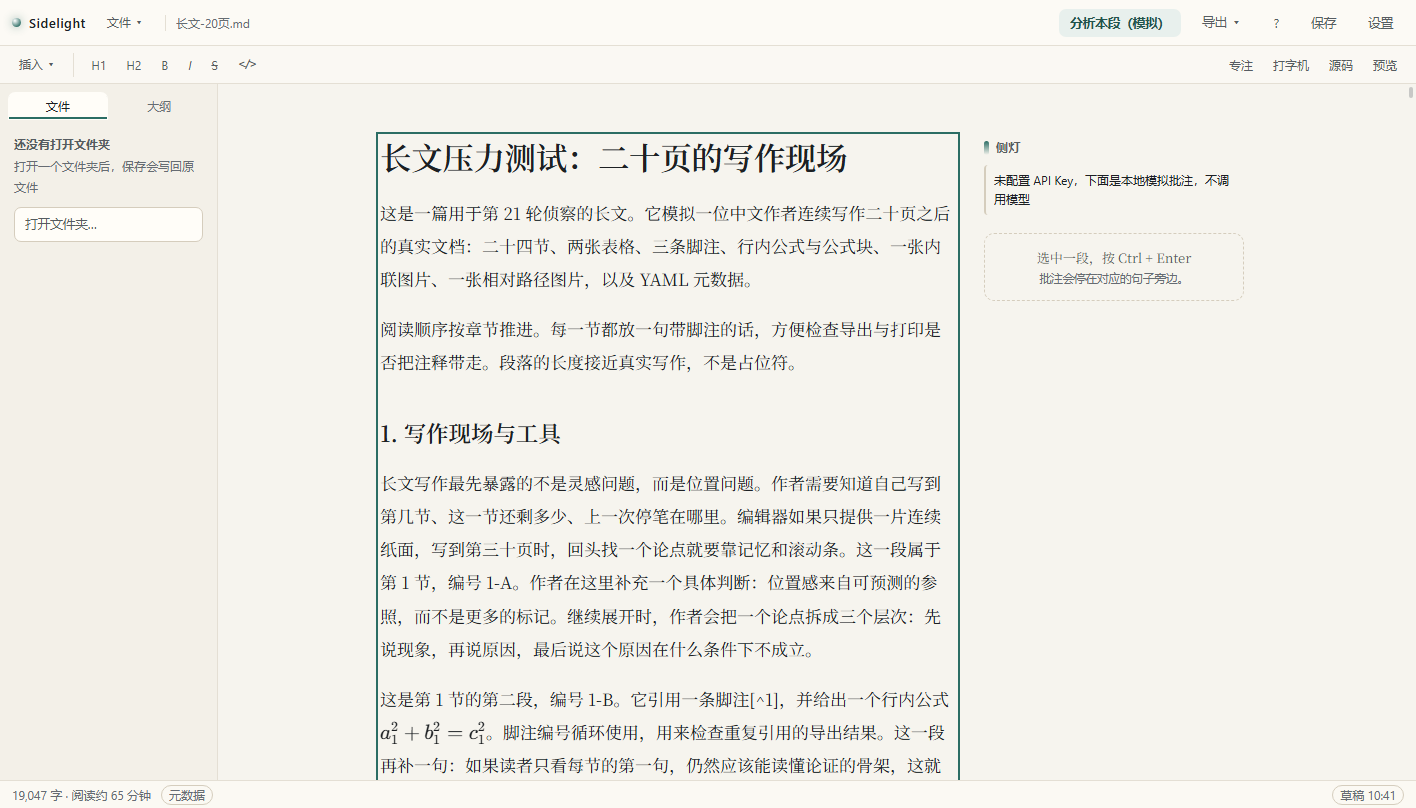 Sidelight 文件 ▾ 长文-20页.md 分析本段（模拟） 导出 ▾ ? 保存 设置
插入 ▾ H1 H2 B I S </> 专注 打字机 源码 预览
文件 大纲
还没有打开文件夹
打开一个文件夹后，保存会写回原
文件
打开文件夹...
长文压力测试：二十页的写作现场
这是一篇用于第 21 轮侦察的长文。它模拟一位中文作者连续写作二十页之后
的真实文档：二十四节、两张表格、三条脚注、行内公式与公式块、一张内
联图片、一张相对路径图片，以及 YAML 元数据。
阅读顺序按章节推进。每一节都放一句带脚注的话，方便检查导出与打印是
否把注释带走。段落的长度接近真实写作，不是占位符。
1. 写作现场与工具
长文写作最先暴露的不是灵感问题，而是位置问题。作者需要知道自己写到
第几节、这一节还剩多少、上一次停笔在哪里。编辑器如果只提供一片连续
纸面，写到第三十页时，回头找一个论点就要靠记忆和滚动条。这一段属于
第 1 节，编号 1-A。作者在这里补充一个具体判断：位置感来自可预测的参
照，而不是更多的标记。继续展开时，作者会把一个论点拆成三个层次：先
说现象，再说原因，最后说这个原因在什么条件下不成立。
这是第 1 节的第二段，编号 1-B。它引用一条脚注[^1]，并给出一个行内公式
a₁² + b₁² = c₁²。脚注编号循环使用，用来检查重复引用的导出结果。这一段
再补一句：如果读者只看每节的第一句，仍然应该能读懂论证的骨架，这就
侧灯
未配置 API Key，下面是本地模拟批注，不调
用模型
选中一段，按 Ctrl + Enter
批注会停在对应的句子旁边。
19,047 字 · 阅读约 65 分钟 元数据 草稿 10:41